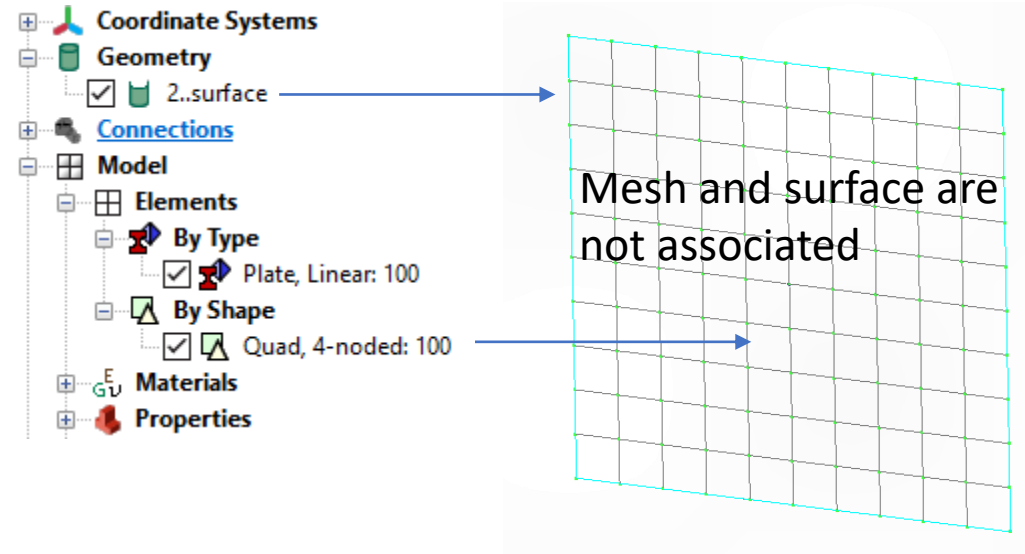 Coordinate Systems
Geometry
2..surface
Connections
Model
Elements
By Type
Plate, Linear: 100
By Shape
Quad, 4-noded: 100
Materials
Properties
Mesh and surface are
not associated